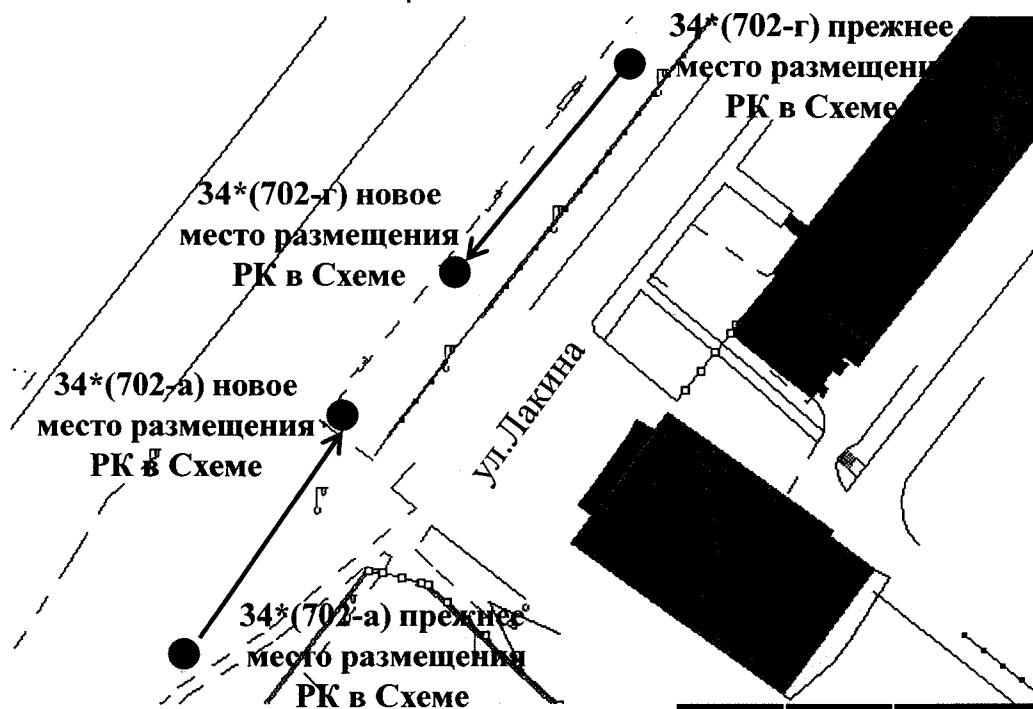 34*(702-г) прежнее
место размещени
РК в Схеме
34*(702-г) новое
место размещения
РК в Схеме
34*(702-а) новое
место размещения
РК в Схеме
ул.Лакина
34*(702-а) прежнее
место размещения
РК в Схеме